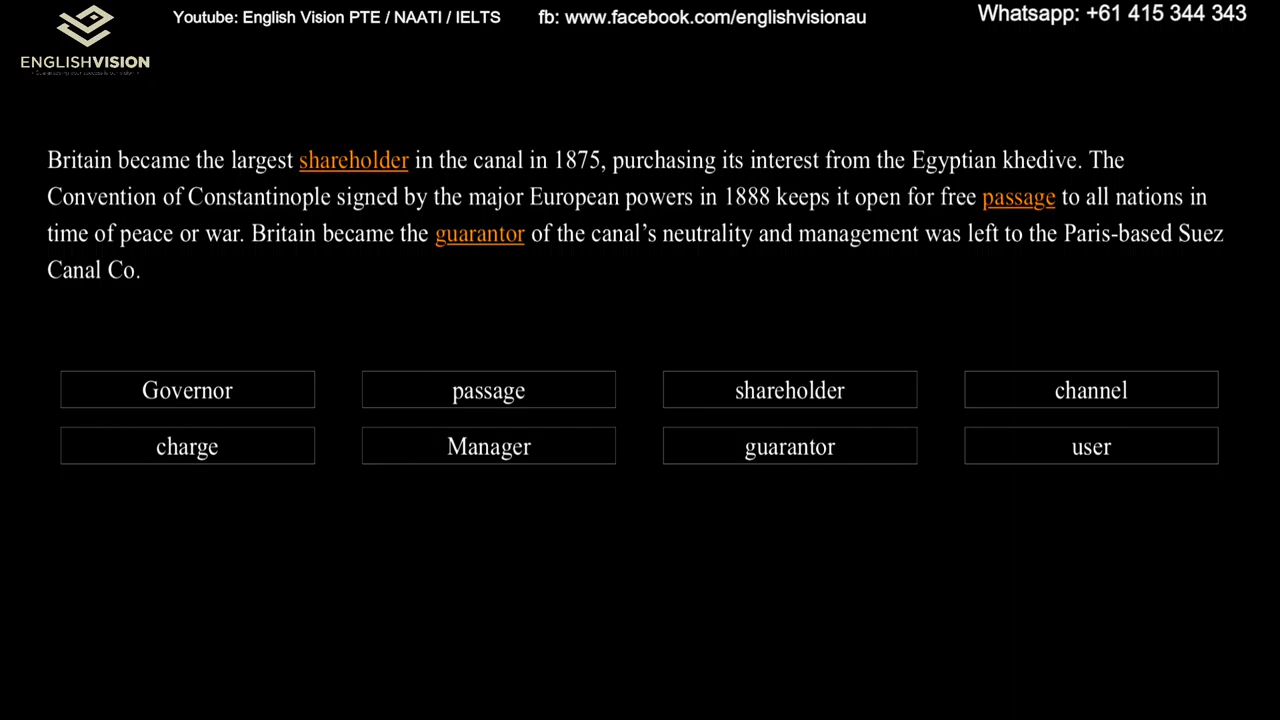 Youtube: English Vision PTE / NAATI / IELTS
fb: www.facebook.com/englishvisionau
Whatsapp: +61 415 344 343
ENGLISHVISION
Britain became the largest shareholder in the canal in 1875, purchasing its interest from the Egyptian khedive. The
Convention of Constantinople signed by the major European powers in 1888 keeps it open for free passage to all nations in
time of peace or war. Britain became the guarantor of the canal’s neutrality and management was left to the Paris-based Suez
Canal Co.
Governor
passage
shareholder
channel
charge
Manager
guarantor
user